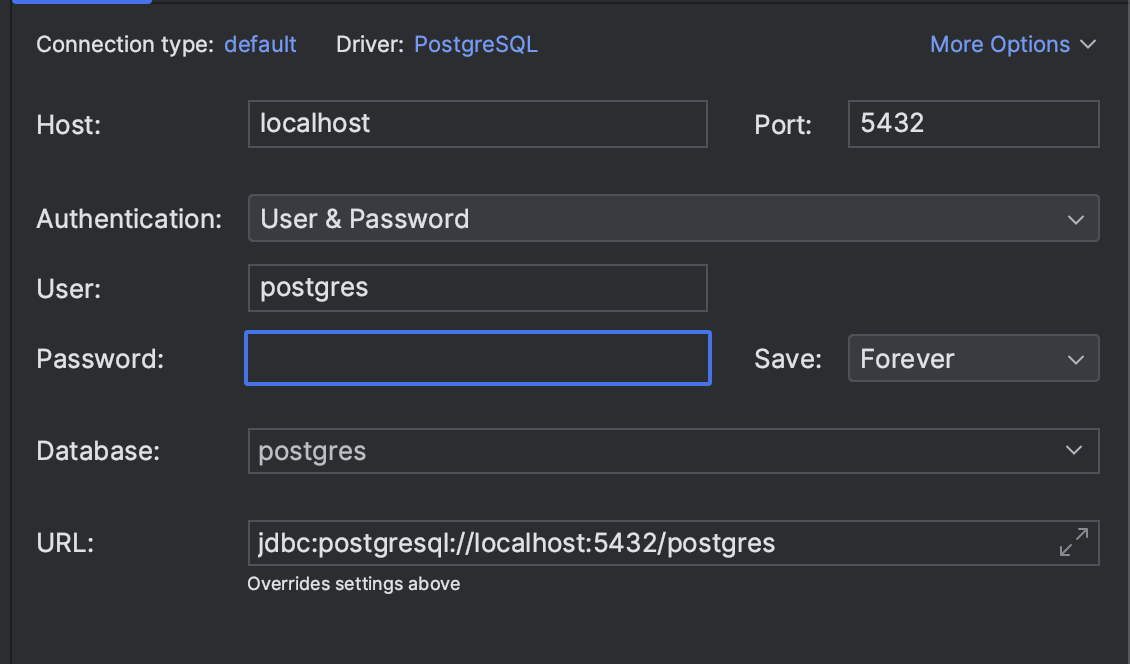 Connection type: default Driver: PostgreSQL More Options
Host: localhost Port: 5432
Authentication: User & Password
User: postgres
Password: Save: Forever
Database: postgres
URL: jdbc:postgresql://localhost:5432/postgres
Overrides settings above